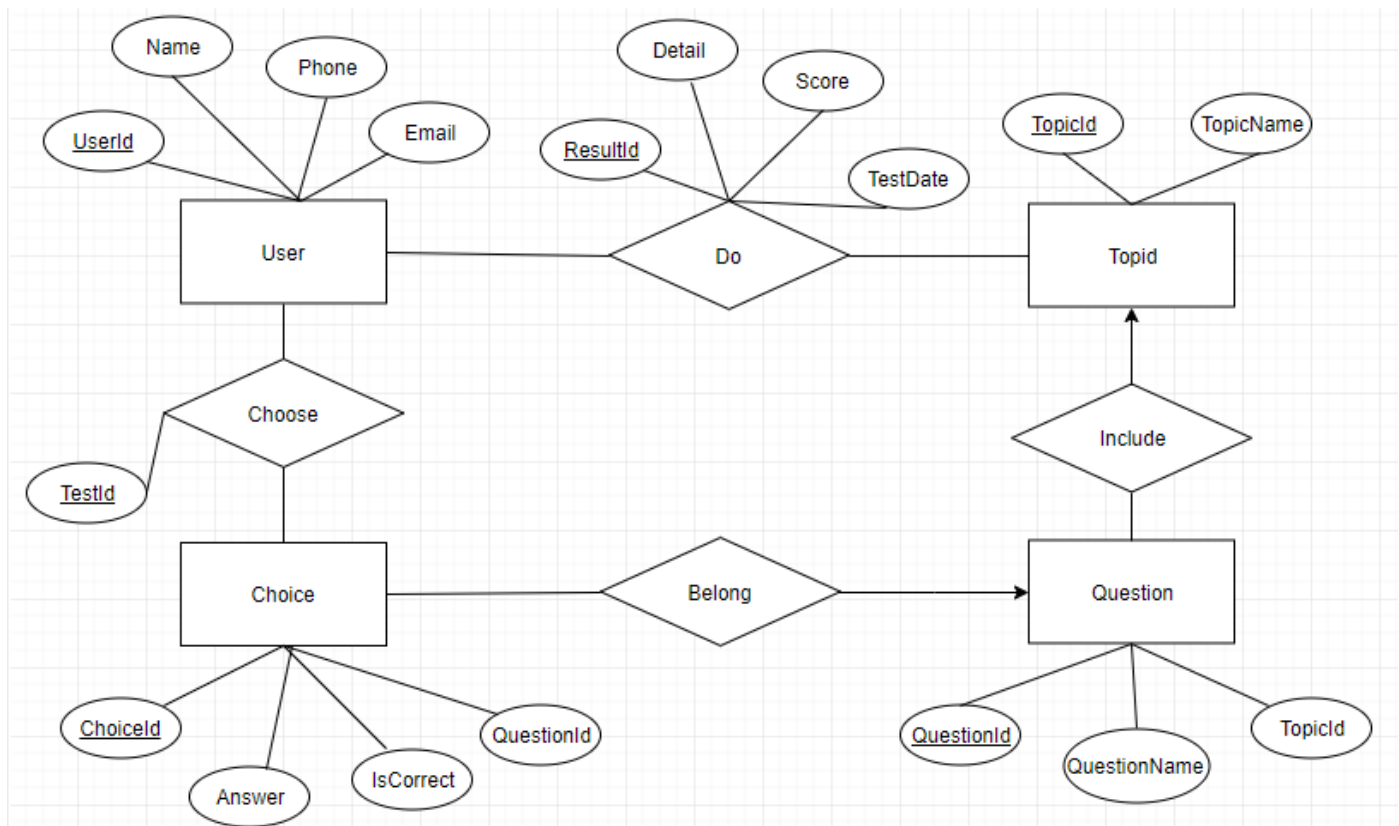 Name
Phone
UserId
Email
Detail
Score
ResultId
TestDate
TopicId
TopicName
User
Do
Topid
Choose
Include
TestId
Choice
Belong
Question
ChoiceId
Answer
IsCorrect
QuestionId
QuestionId
QuestionName
TopicId